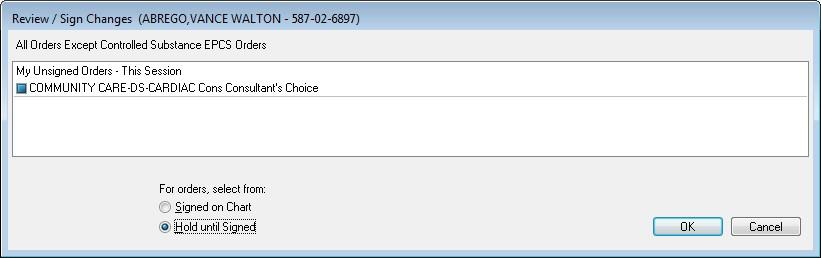 Review / Sign Changes (ABREGO,VANCE WALTON - 587-02-6897)
All Orders Except Controlled Substance EPCS Orders
My Unsigned Orders - This Session
COMMUNITY CARE-DS-CARDIAC Cons Consultant's Choice
For orders, select from:
Signed on Chart
Hold until Signed
OK Cancel